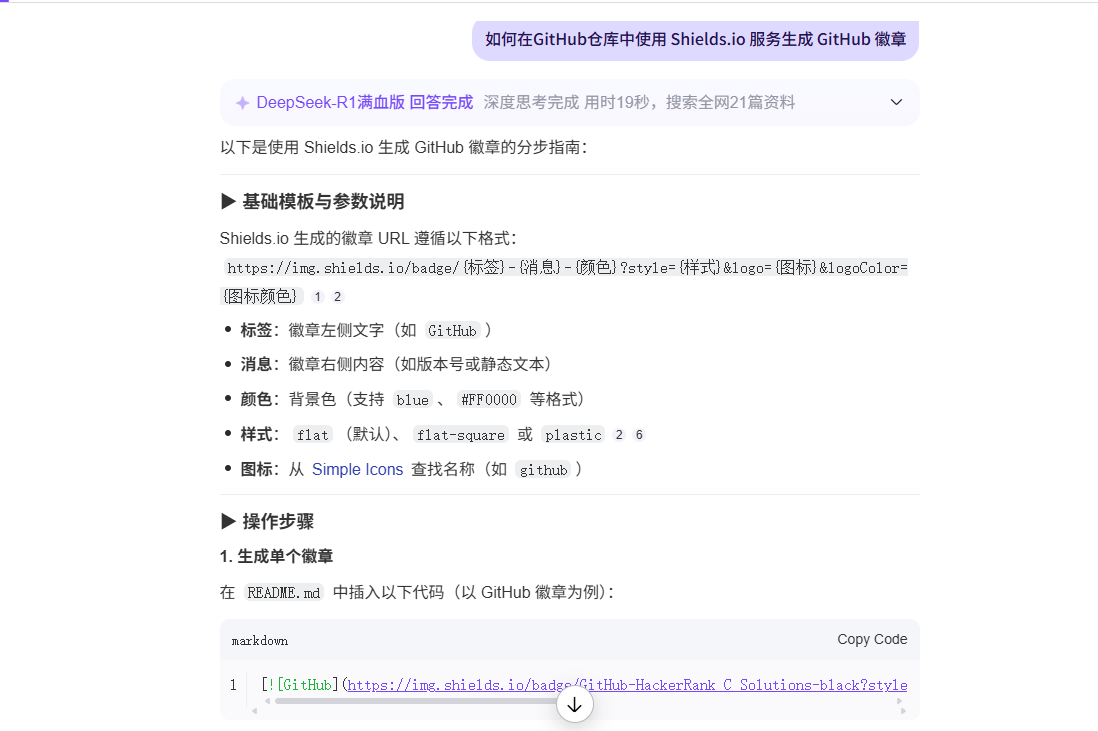 如何在GitHub仓库中使用 Shields.io 服务生成 GitHub 徽章
DeepSeek-R1满血版 回答完成 深度思考完成 用时19秒，搜索全网21篇资料
以下是使用 Shields.io 生成 GitHub 徽章的分步指南：
▶ 基础模板与参数说明
Shields.io 生成的徽章 URL 遵循以下格式：
https://img.shields.io/badge/{标签}-{消息}-{颜色}?style={样式}&logo={图标}&logoColor=
{图标颜色} 1 2
• 标签：徽章左侧文字（如 GitHub ）
• 消息：徽章右侧内容（如版本号或静态文本）
• 颜色：背景色（支持 blue 、 #FF0000 等格式）
• 样式： flat （默认）、 flat-square 或 plastic 2 6
• 图标：从 Simple Icons 查找名称（如 github ）
▶ 操作步骤
1. 生成单个徽章
在 README.md 中插入以下代码（以 GitHub 徽章为例）：
markdown Copy Code
1 [![GitHub](https://img.shields.io/badge/GitHub-HackerRank_C_Solutions-black?style